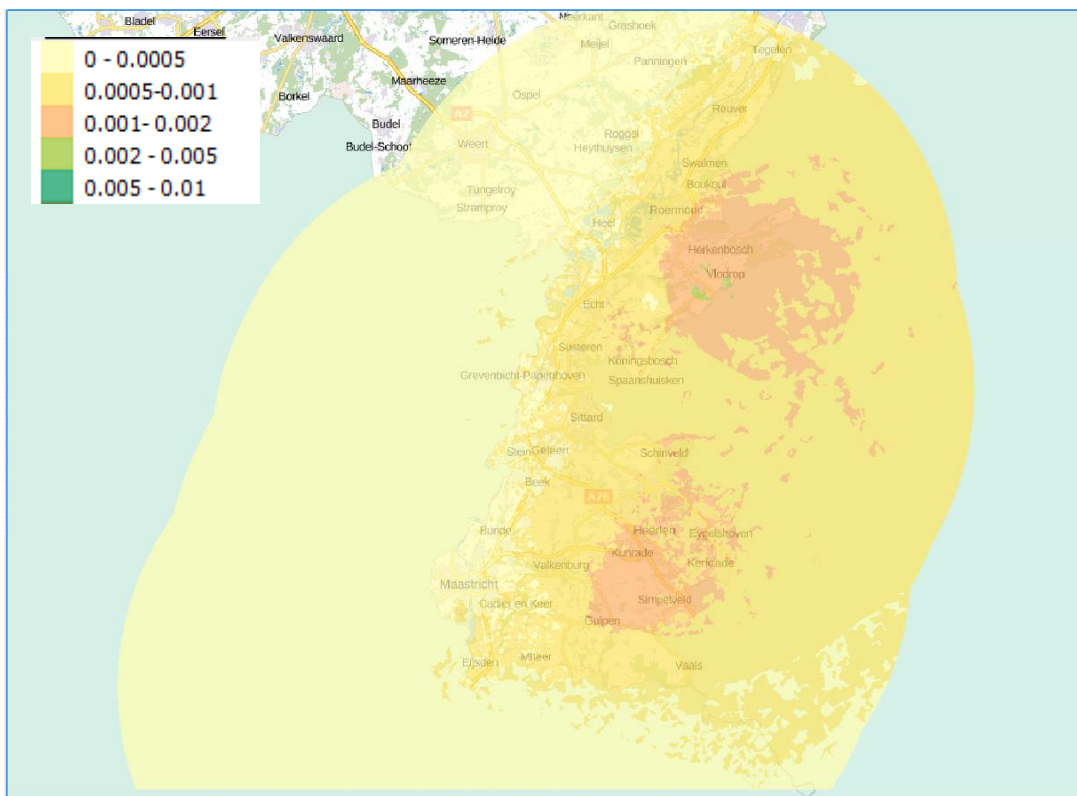 Bladel
Eersel
Valkenswaard
Someren-Heide
Grashoek
Meijel
Tegelen
Panningen
Maarheeze
Borkel
Ospel
Reuver
A2
Budel
Roggel
Weert
Heythuysen
Budel-Schoot
Swalmen
Tungelroy
Boukoul
Stramproy
Roermond
Heel
Herkenbosch
Vlodrop
Echt
Susteren
Koningsbosch
Grevenbicht-Papenhoven
Spaanshuisken
Sittard
Stein
Geleen
Schinveld
Beek
A76
Bunde
Heerlen
Eygelshoven
Kunrade
Valkenburg
Kerkrade
Maastricht
Cadier en Keer
Simpelveld
Gulpen
Eijsden
Mheer
Vaals
0 - 0.0005
0.0005-0.001
0.001- 0.002
0.002 - 0.005
0.005 - 0.01